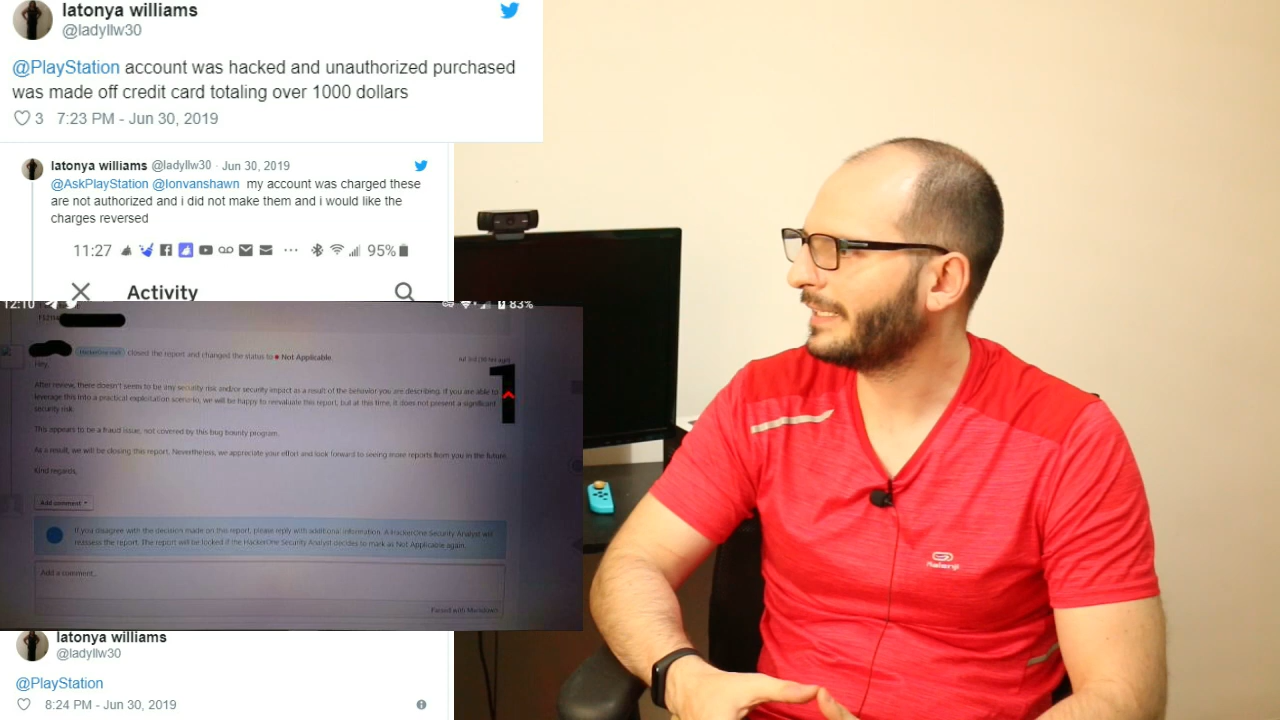 latonya williams
@ladyllw30
@PlayStation account was hacked and unauthorized purchased
was made off credit card totaling over 1000 dollars
3 7:23 PM - Jun 30, 2019
latonya williams @ladyllw30 · Jun 30, 2019
@AskPlayStation @Ionvanshawn my account was charged these
are not authorized and i did not make them and i would like the
charges reversed
11:27 95%
Activity
12:10 83%
closed the report and changed the status to Not Applicable.
Hey,
After review, there doesn't seems to be any security risk and/or security impact as a result of the behavior you are describing. If you are able to
leverage this into a practical exploitation scenario, we will be happy to reevaluate this report, but at this time, it does not present a significant
security risk.
This appears to be a fraud issue, not covered by this bug bounty program.
As a result, we will be closing this report. Nevertheless, we appreciate your effort and look forward to seeing more reports from you in the future.
Kind regards,
Add comment
If you disagree with the decision made on this report, please reply with additional information. A HackerOne Security Analyst will
reassess the report. The report will be locked if the HackerOne Security Analyst decides to mark as Not Applicable again.
Add a comment...
Parsed with Markdown
latonya williams
@ladyllw30
@PlayStation
8:24 PM - Jun 30, 2019
Kalenji